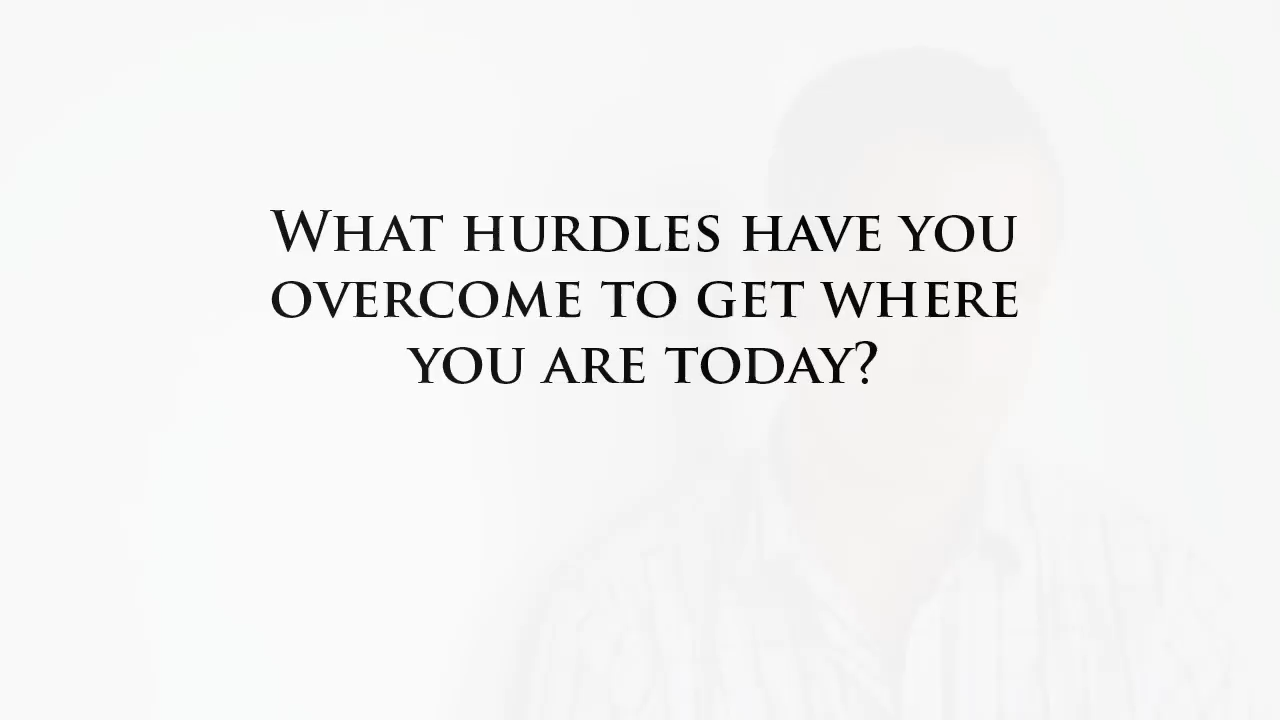 What hurdles have you
overcome to get where
you are today?